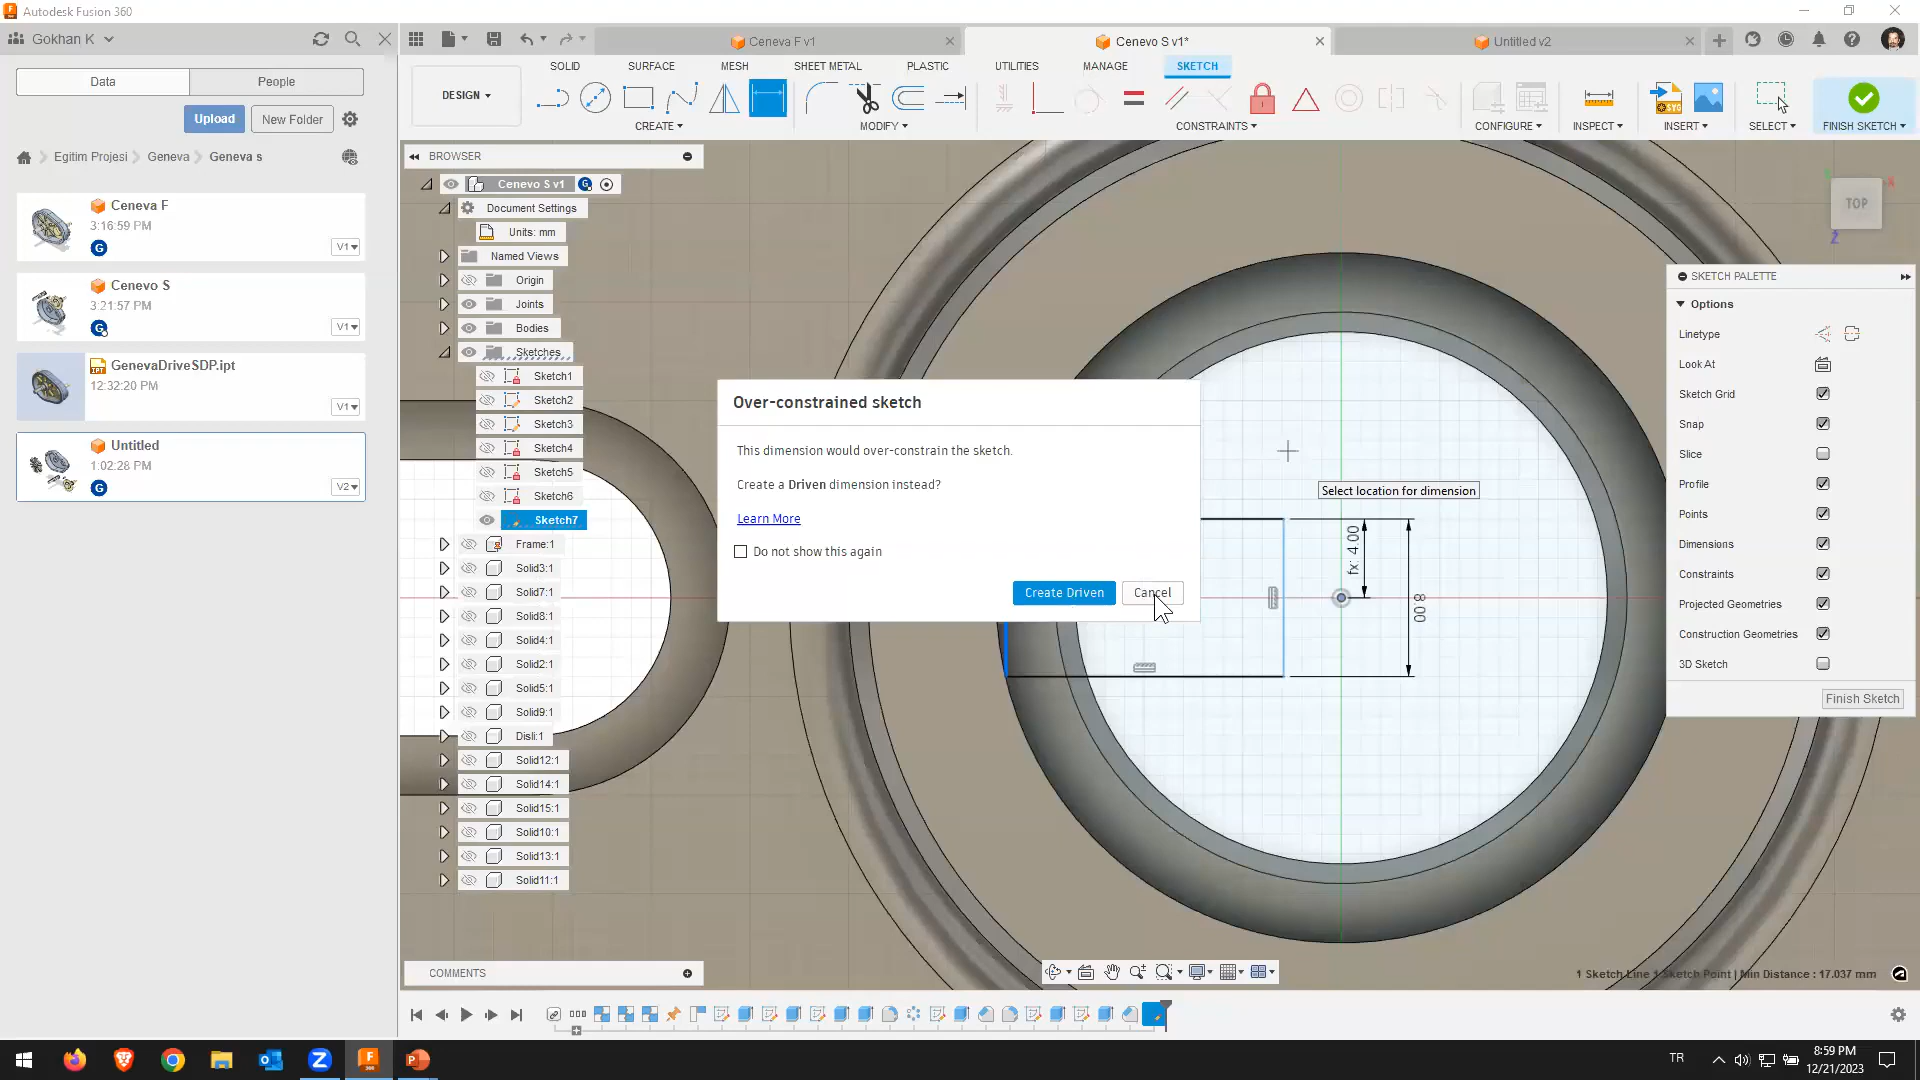 Autodesk Fusion 360
Gokhan K
Data
People
Upload
New Folder
Egitim Projesi
Geneva
Geneva s
Ceneva F
3:16:59 PM
V1
Cenevo S
3:21:57 PM
V1
GenevaDriveSDP.ipt
12:32:20 PM
V1
Untitled
1:02:28 PM
V2
Ceneva F v1
Cenevo S v1*
Untitled v2
DESIGN
SOLID
SURFACE
MESH
SHEET METAL
PLASTIC
UTILITIES
MANAGE
SKETCH
CREATE
MODIFY
CONSTRAINTS
CONFIGURE
INSPECT
INSERT
SELECT
FINISH SKETCH
BROWSER
Cenevo S v1
Document Settings
Units: mm
Named Views
Origin
Joints
Bodies
Sketches
Sketch1
Sketch2
Sketch3
Sketch4
Sketch5
Sketch6
Sketch7
Frame:1
Solid3:1
Solid7:1
Solid8:1
Solid4:1
Solid2:1
Solid5:1
Solid9:1
Disli:1
Solid12:1
Solid14:1
Solid15:1
Solid10:1
Solid13:1
Solid11:1
COMMENTS
Over-constrained sketch
This dimension would over-constrain the sketch.
Create a Driven dimension instead?
Learn More
Do not show this again
Create Driven
Cancel
Select location for dimension
fx: 4.00
8.00
TOP
X
Z
SKETCH PALETTE
Options
Linetype
Look At
Sketch Grid
Snap
Slice
Profile
Points
Dimensions
Constraints
Projected Geometries
Construction Geometries
3D Sketch
Finish Sketch
1 Sketch Line 1 Sketch Point | Min Distance : 17.037 mm
TR
8:59 PM
12/21/2023